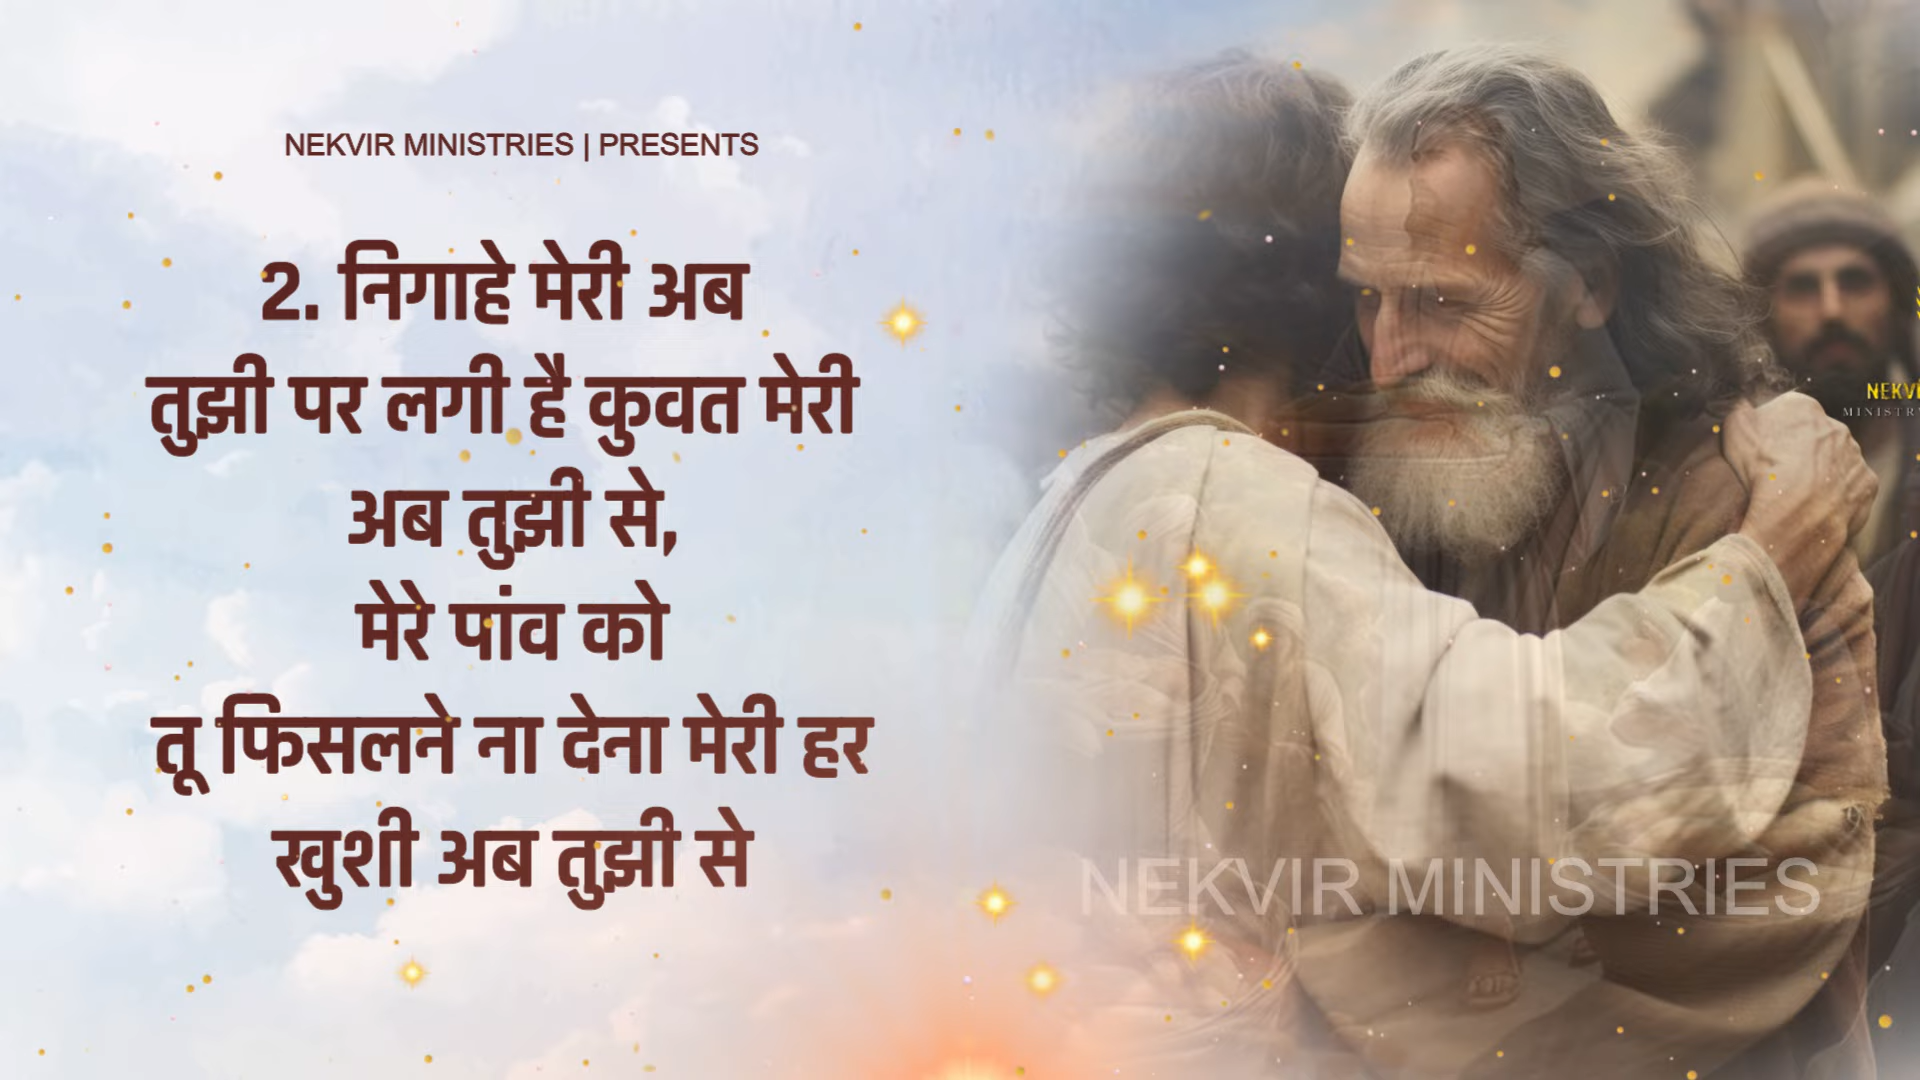 NEKVIR MINISTRIES | PRESENTS
2. निगाहे मेरी अब
तुझी पर लगी है कुवत मेरी
अब तुझी से,
मेरे पांव को
तू फिसलने ना देना मेरी हर
खुशी अब तुझी से
NEKVIR MINISTRIES